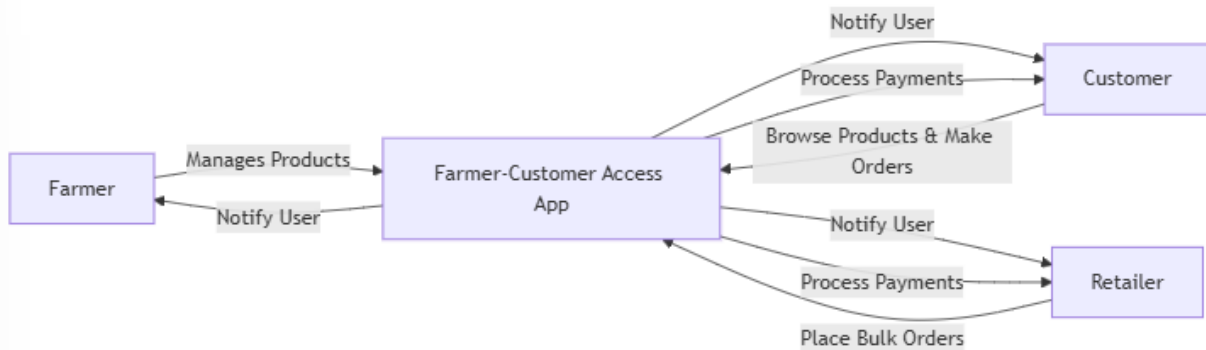 Notify User
Process Payments
Customer
Browse Products & Make
Orders
Manages Products
Farmer
Farmer-Customer Access
App
Notify User
Notify User
Process Payments
Retailer
Place Bulk Orders